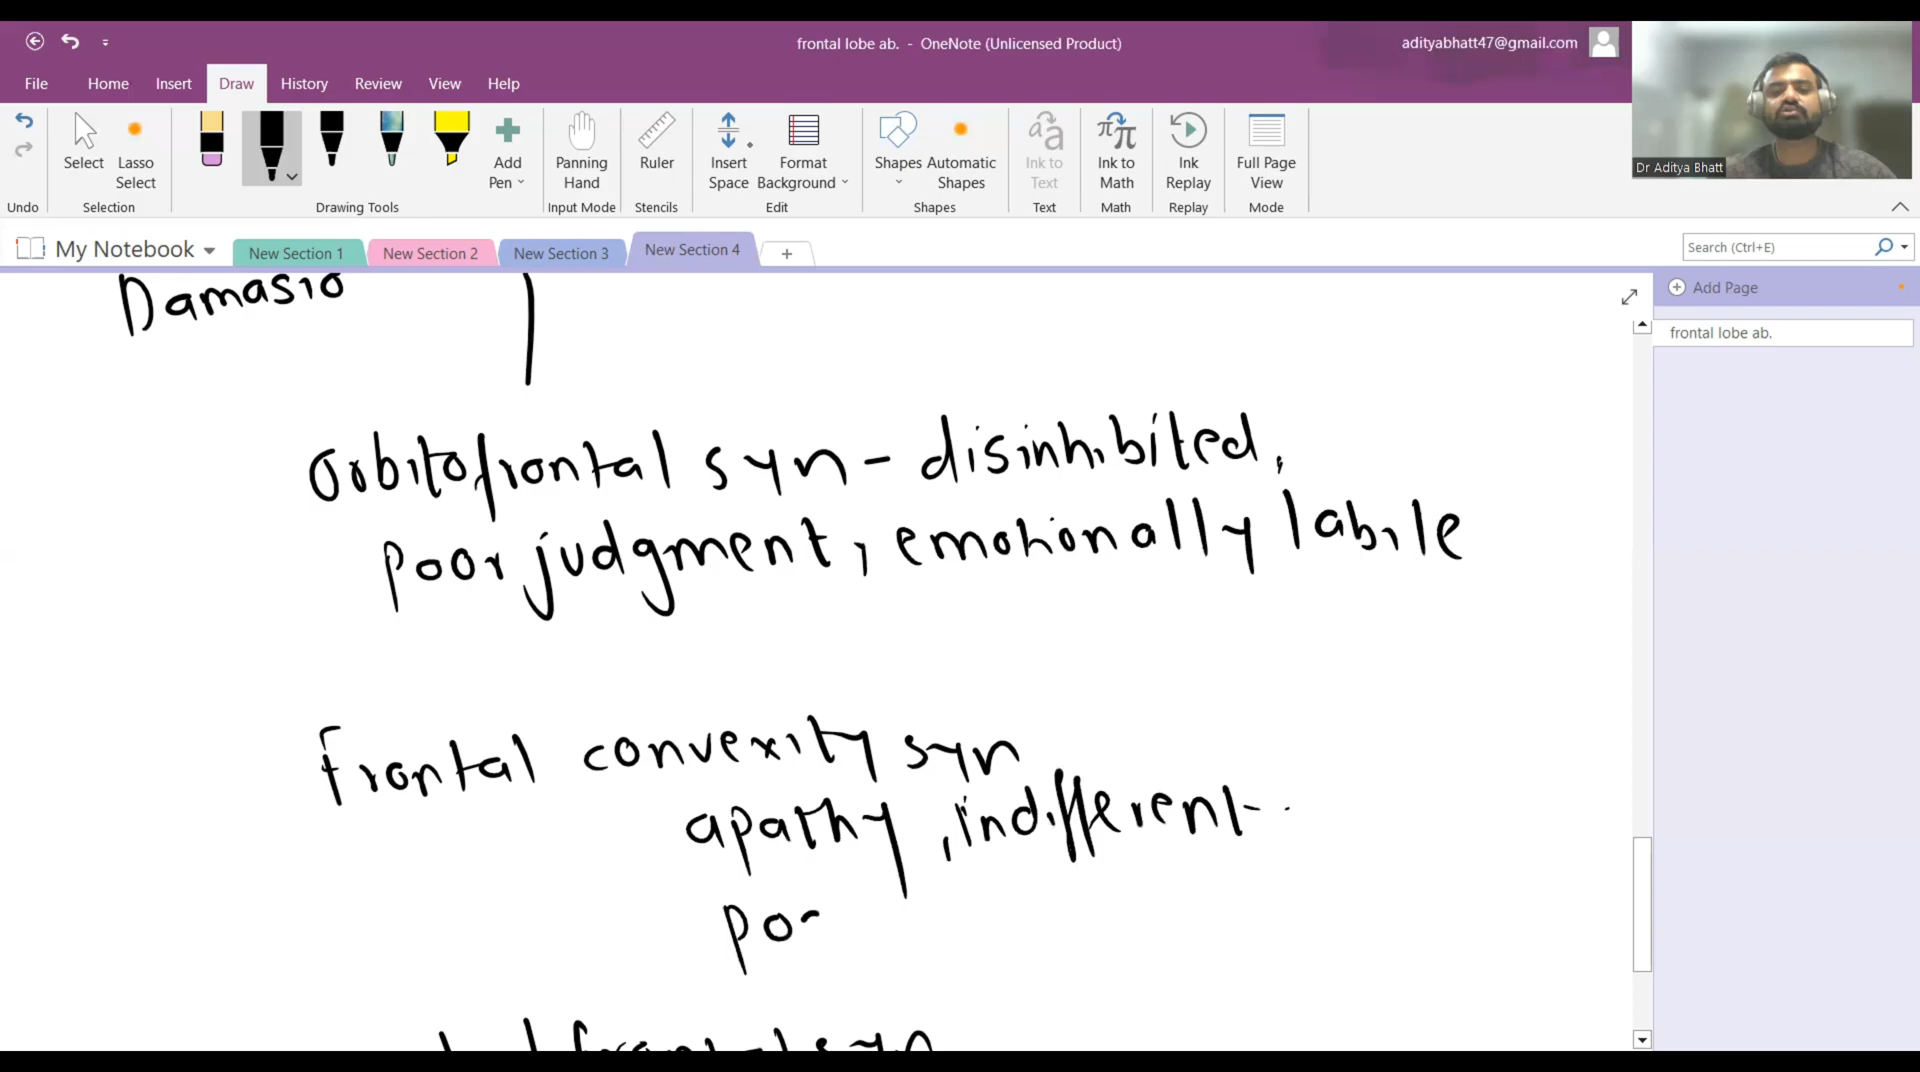 frontal lobe ab. - OneNote (Unlicensed Product)
adityabhatt47@gmail.com
File Home Insert Draw History Review View Help
Select
Lasso Select
Add Pen
Panning Hand
Ruler
Insert Space
Format Background
Shapes
Automatic Shapes
Ink to Text
Ink to Math
Ink Replay
Full Page View
Undo Selection Drawing Tools Input Mode Stencils Edit Shapes Text Math Replay Mode
Dr Aditya Bhatt
My Notebook New Section 1 New Section 2 New Section 3 New Section 4 +
Search (Ctrl+E)
Add Page
frontal lobe ab.
Damasio
Orbitofrontal syn - disinhibited,
poor judgment, emotionally labile
Frontal convexity syn
apathy, indifferent
po
syn